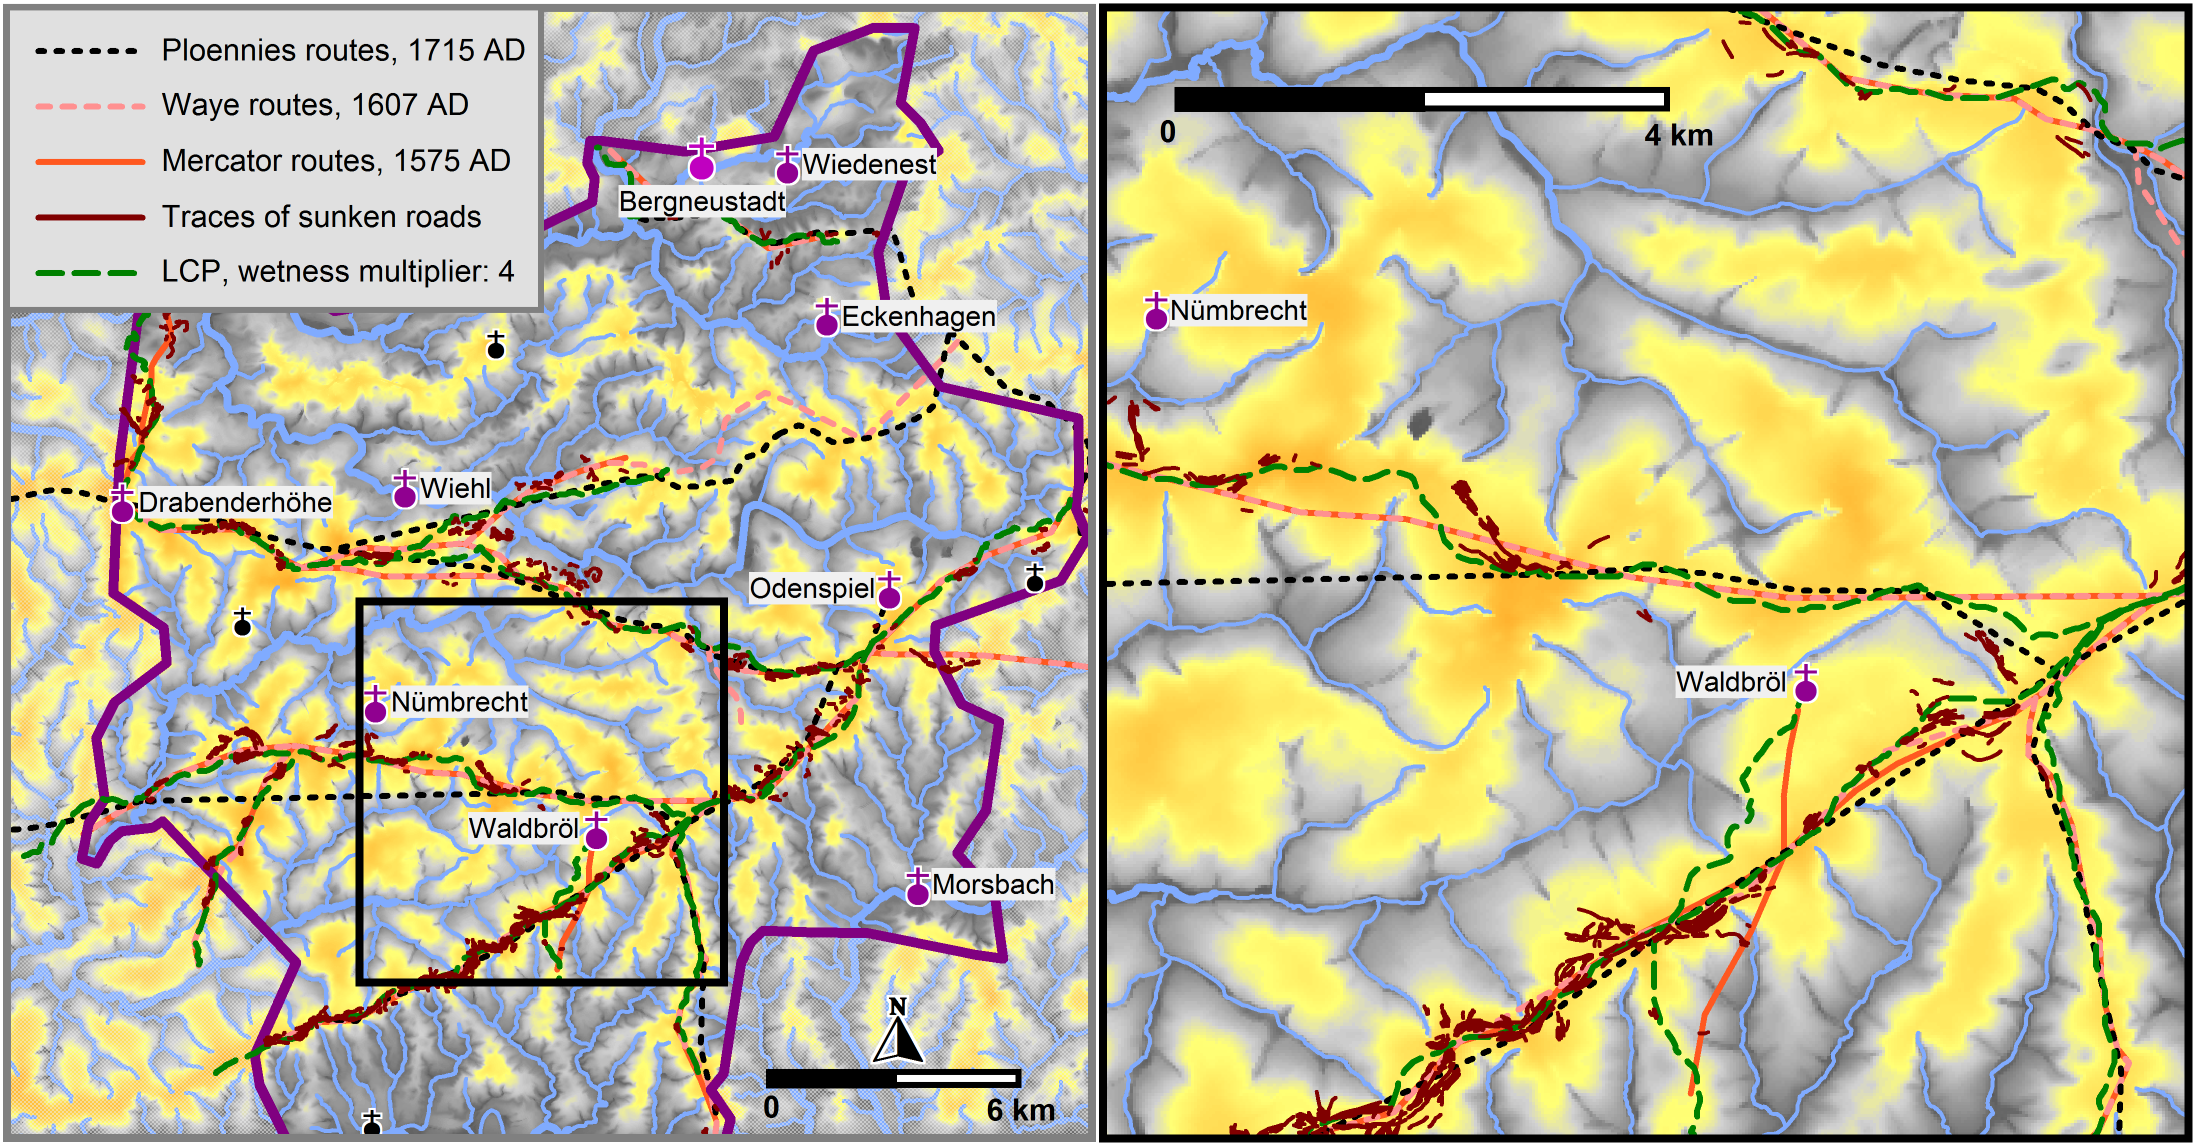 Ploennies routes, 1715 AD
Waye routes, 1607 AD
Mercator routes, 1575 AD
Traces of sunken roads
LCP, wetness multiplier: 4
Wiedenest
Bergneustadt
Eckenhagen
Wiehl
Drabenderhöhe
Odenspiel
Nümbrecht
Waldbröl
Morsbach
N
0 6 km
0 4 km
Nümbrecht
Waldbröl